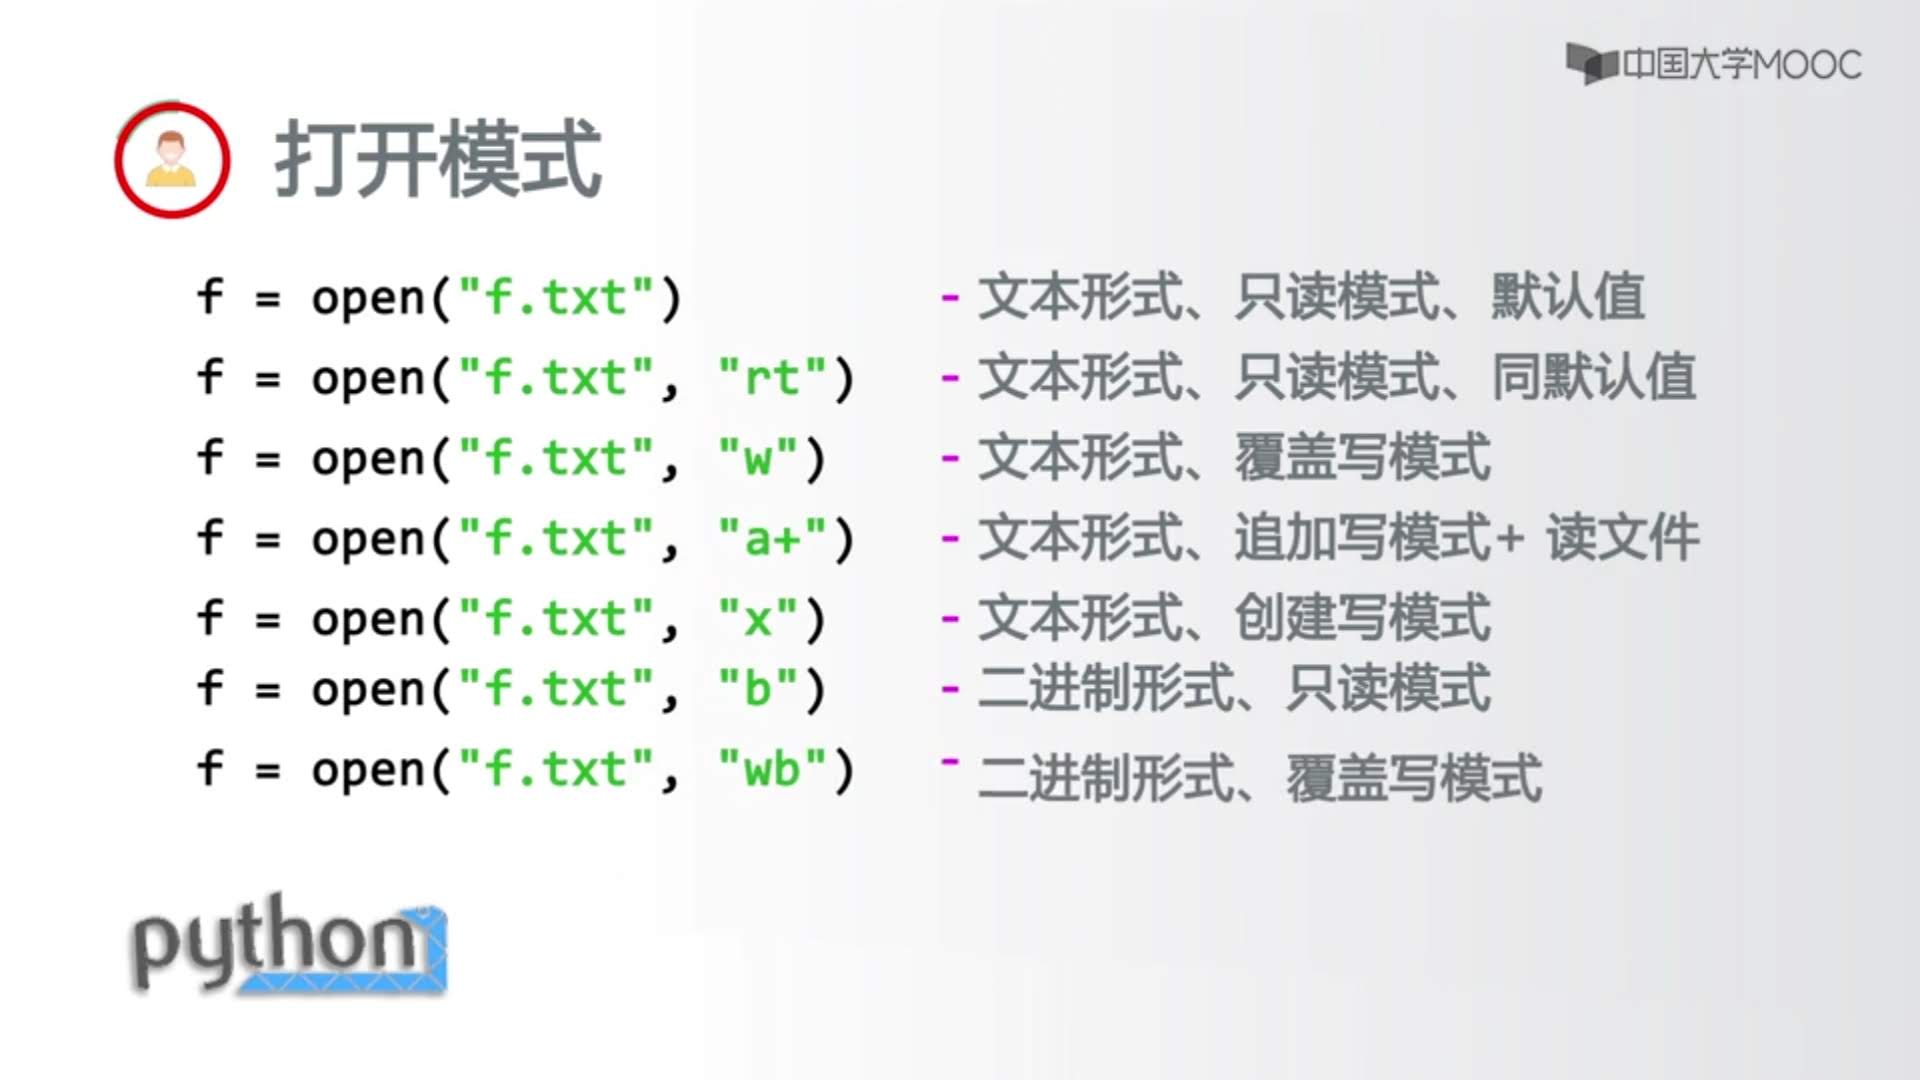 中国大学MOOC
打开模式
f = open("f.txt") - 文本形式、只读模式、默认值
f = open("f.txt", "rt") - 文本形式、只读模式、同默认值
f = open("f.txt", "w") - 文本形式、覆盖写模式
f = open("f.txt", "a+") - 文本形式、追加写模式+ 读文件
f = open("f.txt", "x") - 文本形式、创建写模式
f = open("f.txt", "b") - 二进制形式、只读模式
f = open("f.txt", "wb") - 二进制形式、覆盖写模式
python